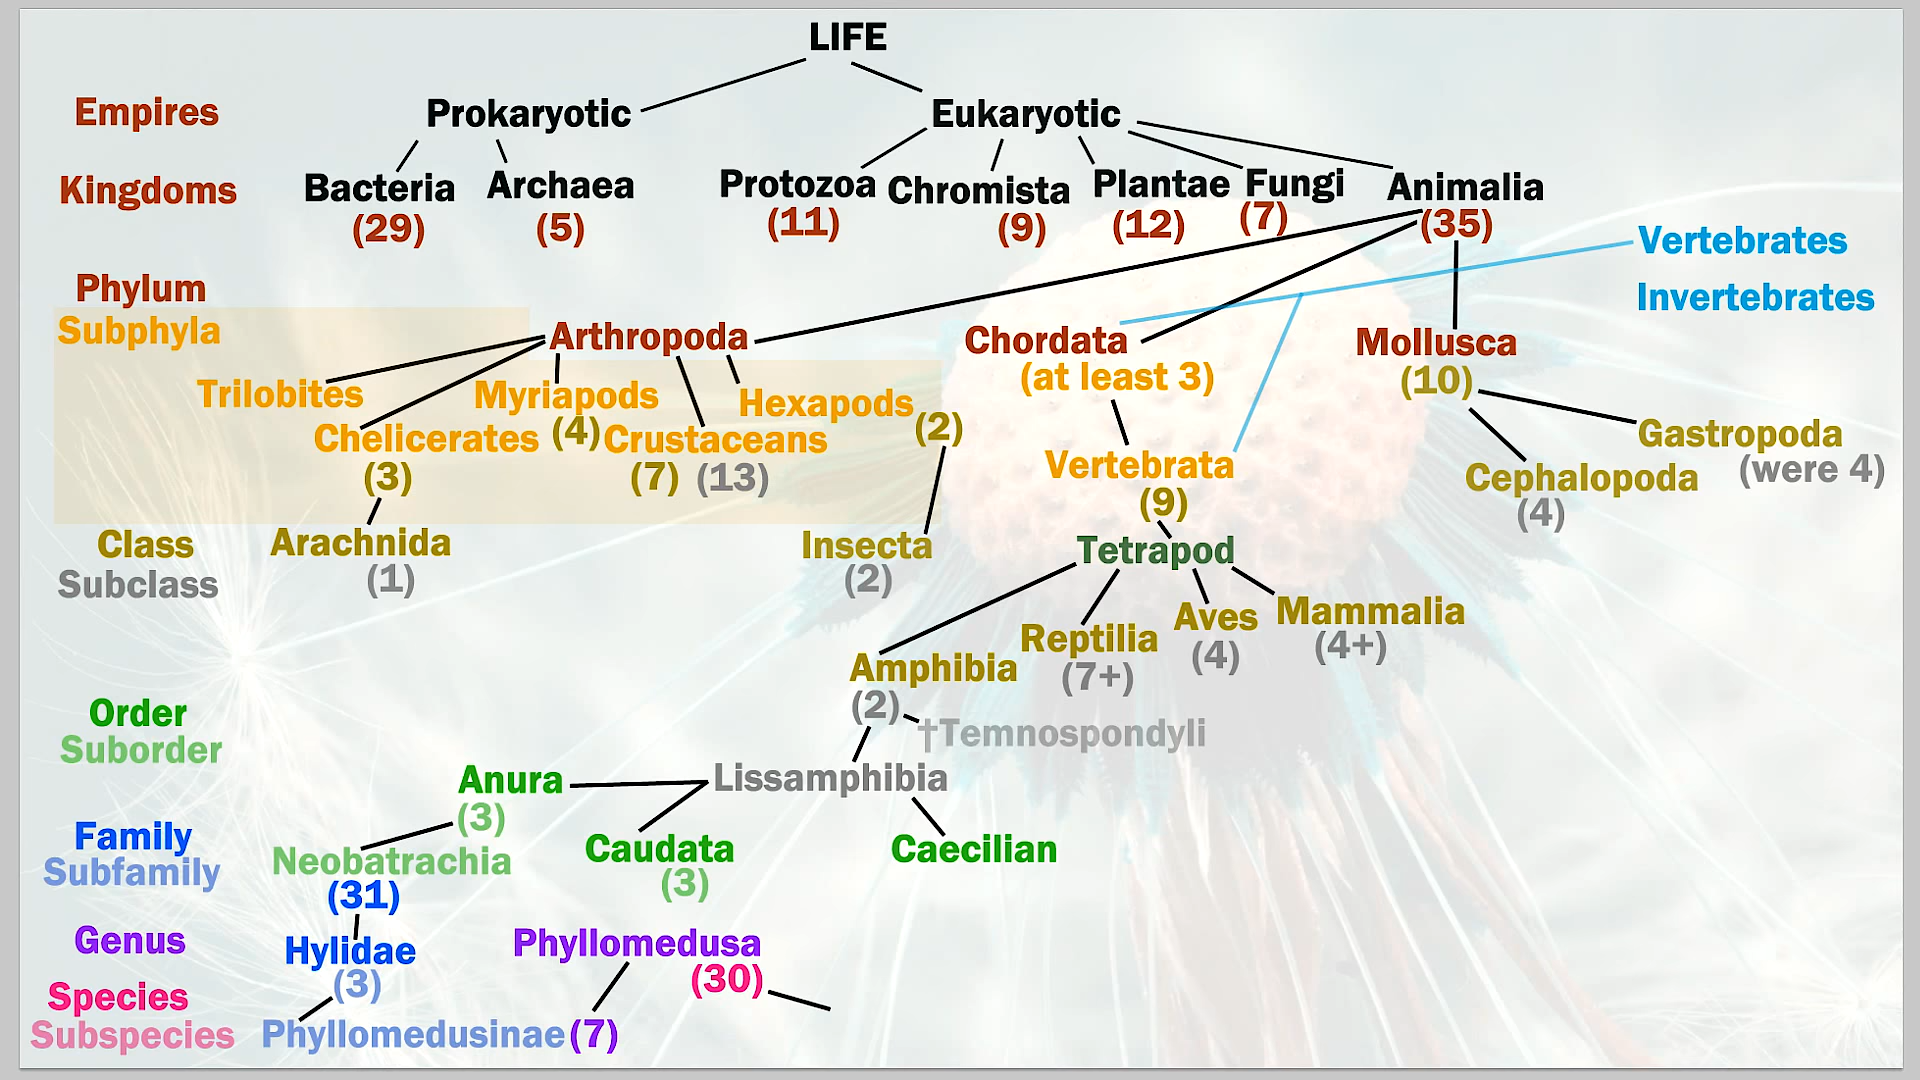 LIFE
Empires
Prokaryotic
Eukaryotic
Kingdoms
Bacteria
(29)
Archaea
(5)
Protozoa
(11)
Chromista
(9)
Plantae
(12)
Fungi
(7)
Animalia
(35)
Vertebrates
Invertebrates
Phylum
Subphyla
Arthropoda
Chordata
(at least 3)
Mollusca
(10)
Trilobites
Chelicerates
(3)
Myriapods
(4)
Crustaceans
(7) (13)
Hexapods
(2)
Vertebrata
(9)
Gastropoda
(were 4)
Cephalopoda
(4)
Class
Subclass
Arachnida
(1)
Insecta
(2)
Tetrapod
Amphibia
(2)
Reptilia
(7+)
Aves
(4)
Mammalia
(4+)
Order
Suborder
†Temnospondyli
Anura
(3)
Lissamphibia
Caudata
(3)
Caecilian
Family
Subfamily
Neobatrachia
(31)
Genus
Hylidae
(3)
Phyllomedusa
(30)
Species
Subspecies
Phyllomedusinae (7)